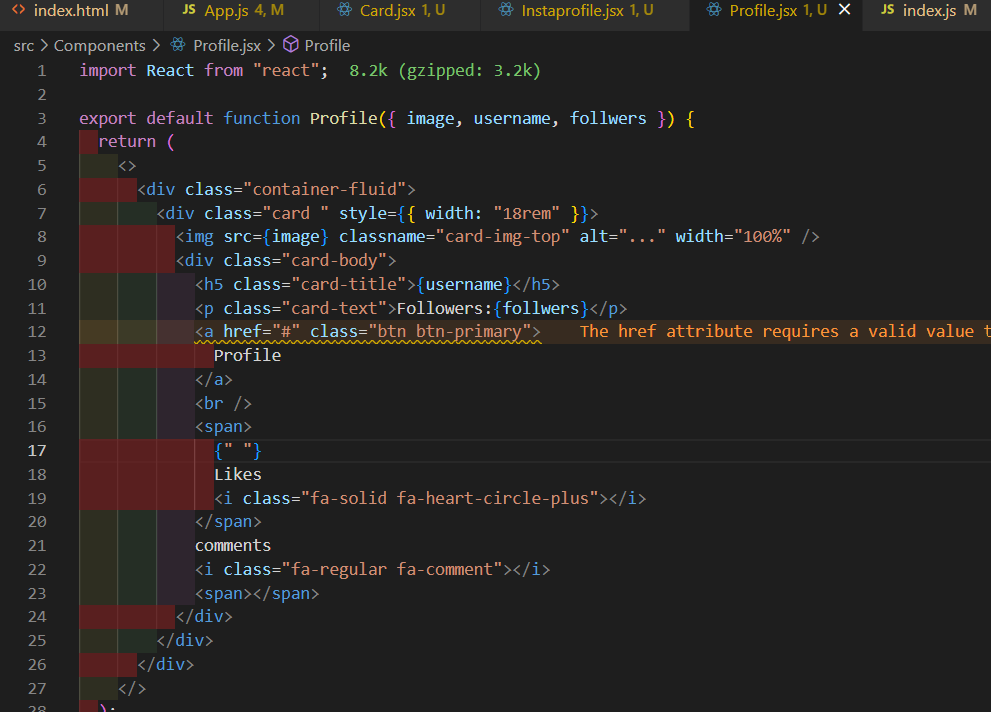 index.html M JS App.js 4, M Card.jsx 1, U Instaprofile.jsx 1, U Profile.jsx 1, U JS index.js M
src > Components > Profile.jsx > Profile
1 import React from "react"; 8.2k (gzipped: 3.2k)
2
3 export default function Profile({ image, username, follwers }) {
4 return (
5 <>
6 <div class="container-fluid">
7 <div class="card " style={{ width: "18rem" }}>
8 <img src={image} classname="card-img-top" alt="..." width="100%" />
9 <div class="card-body">
10 <h5 class="card-title">{username}</h5>
11 <p class="card-text">Followers:{follwers}</p>
12 <a href="#" class="btn btn-primary"> The href attribute requires a valid value t
13 Profile
14 </a>
15 <br />
16 <span>
17 {" "}
18 Likes
19 <i class="fa-solid fa-heart-circle-plus"></i>
20 </span>
21 comments
22 <i class="fa-regular fa-comment"></i>
23 <span></span>
24 </div>
25 </div>
26 </div>
27 </>
28 );